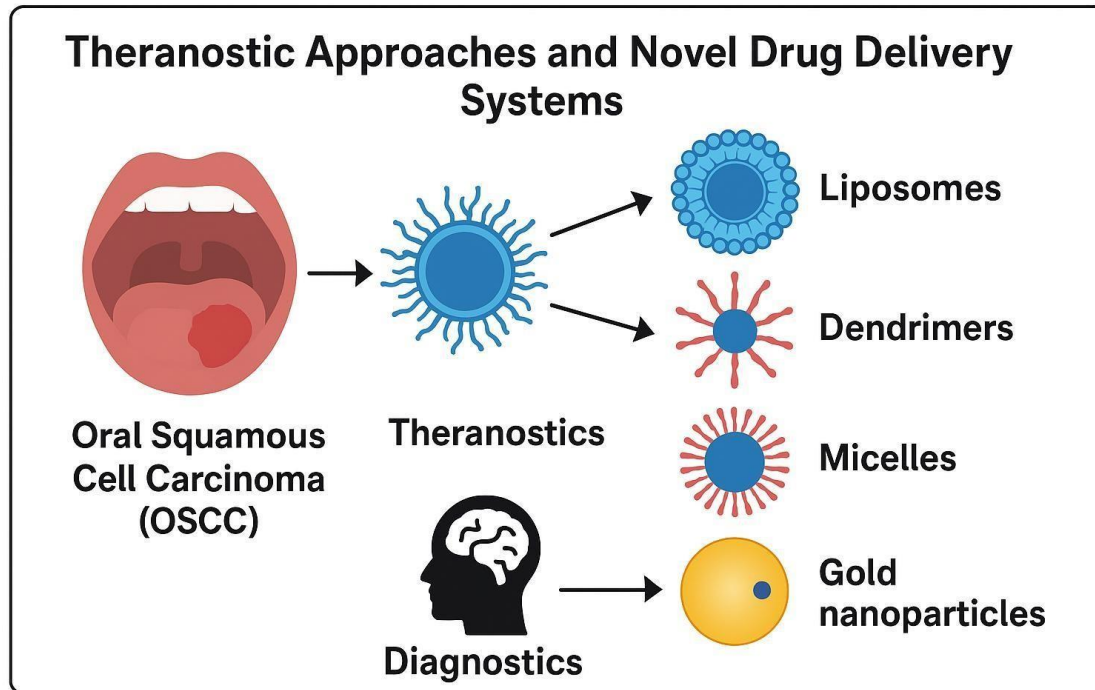 Theranostic Approaches and Novel Drug Delivery
Systems
Oral Squamous
Cell Carcinoma
(OSCC)
Theranostics
Diagnostics
Liposomes
Dendrimers
Micelles
Gold
nanoparticles